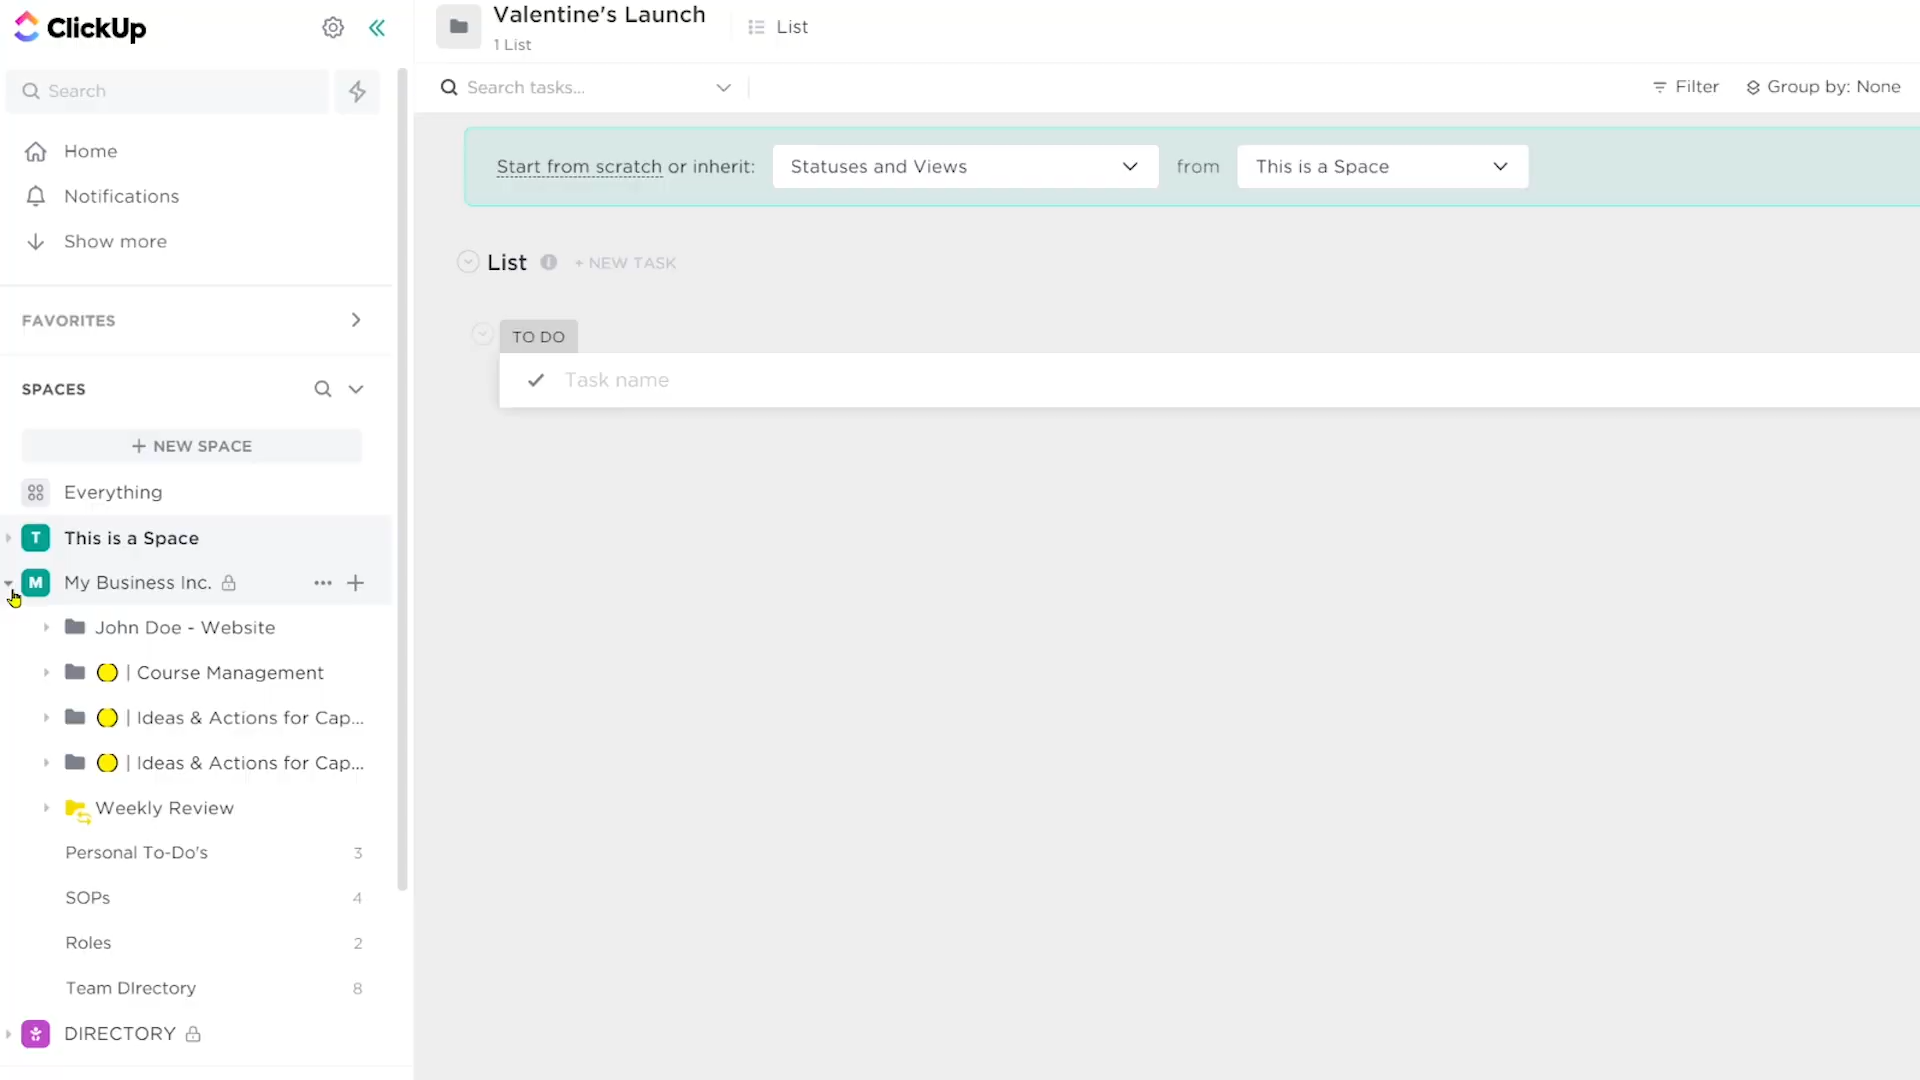 ClickUp
Search
Home
Notifications
Show more
FAVORITES
SPACES
+ NEW SPACE
Everything
T This is a Space
M My Business Inc.
John Doe - Website
| Course Management
| Ideas & Actions for Cap...
| Ideas & Actions for Cap...
Weekly Review
Personal To-Do's 3
SOPs 4
Roles 2
Team DIrectory 8
DIRECTORY
Valentine's Launch
1 List
List
Search tasks...
Filter
Group by: None
Start from scratch or inherit: Statuses and Views from This is a Space
List + NEW TASK
TO DO
Task name